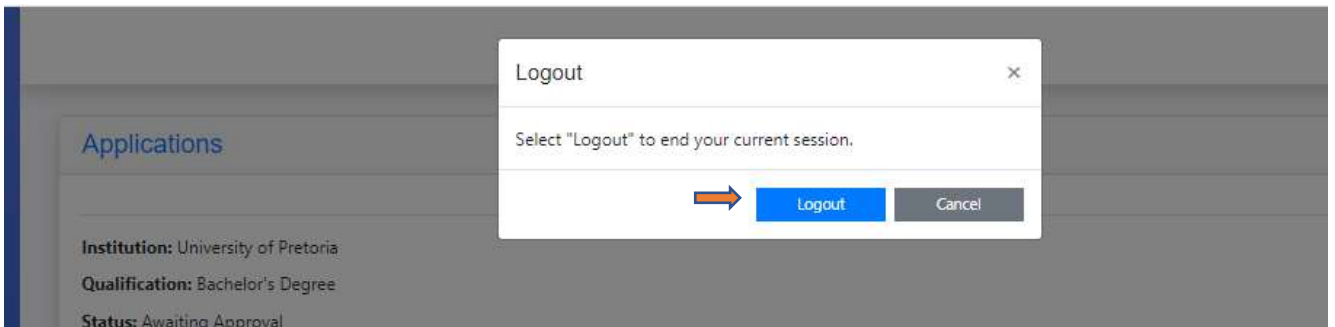 Logout
×
Select "Logout" to end your current session.
Logout Cancel
Applications
Institution: University of Pretoria
Qualification: Bachelor's Degree
Status: Awaiting Approval